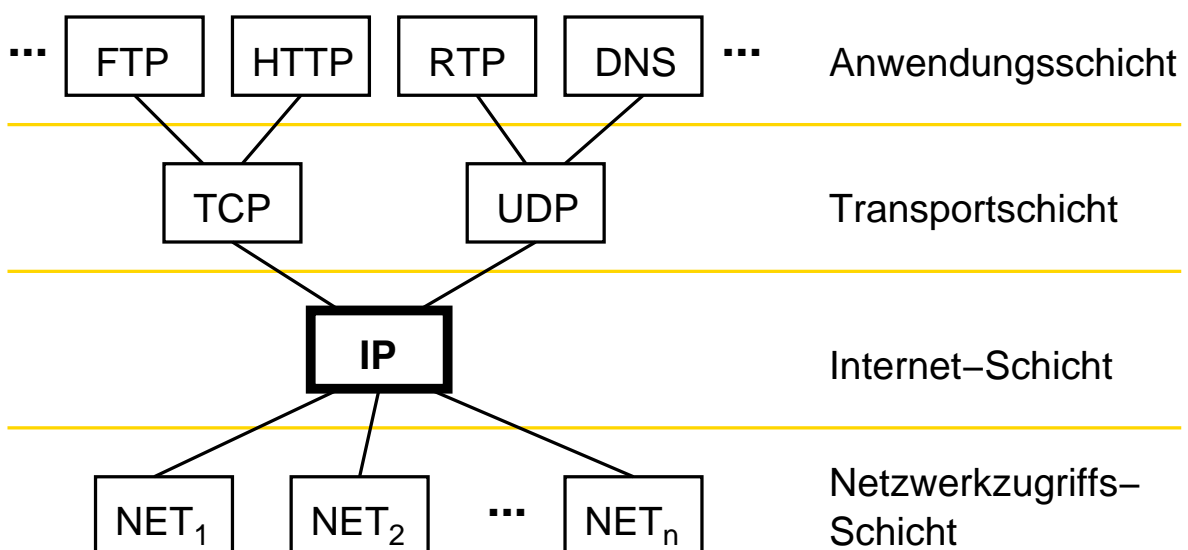 ... FTP HTTP RTP DNS ... Anwendungsschicht
TCP UDP Transportschicht
IP Internet−Schicht
Netzwerkzugriffs−
NET₁ NET₂ ... NETₙ Schicht